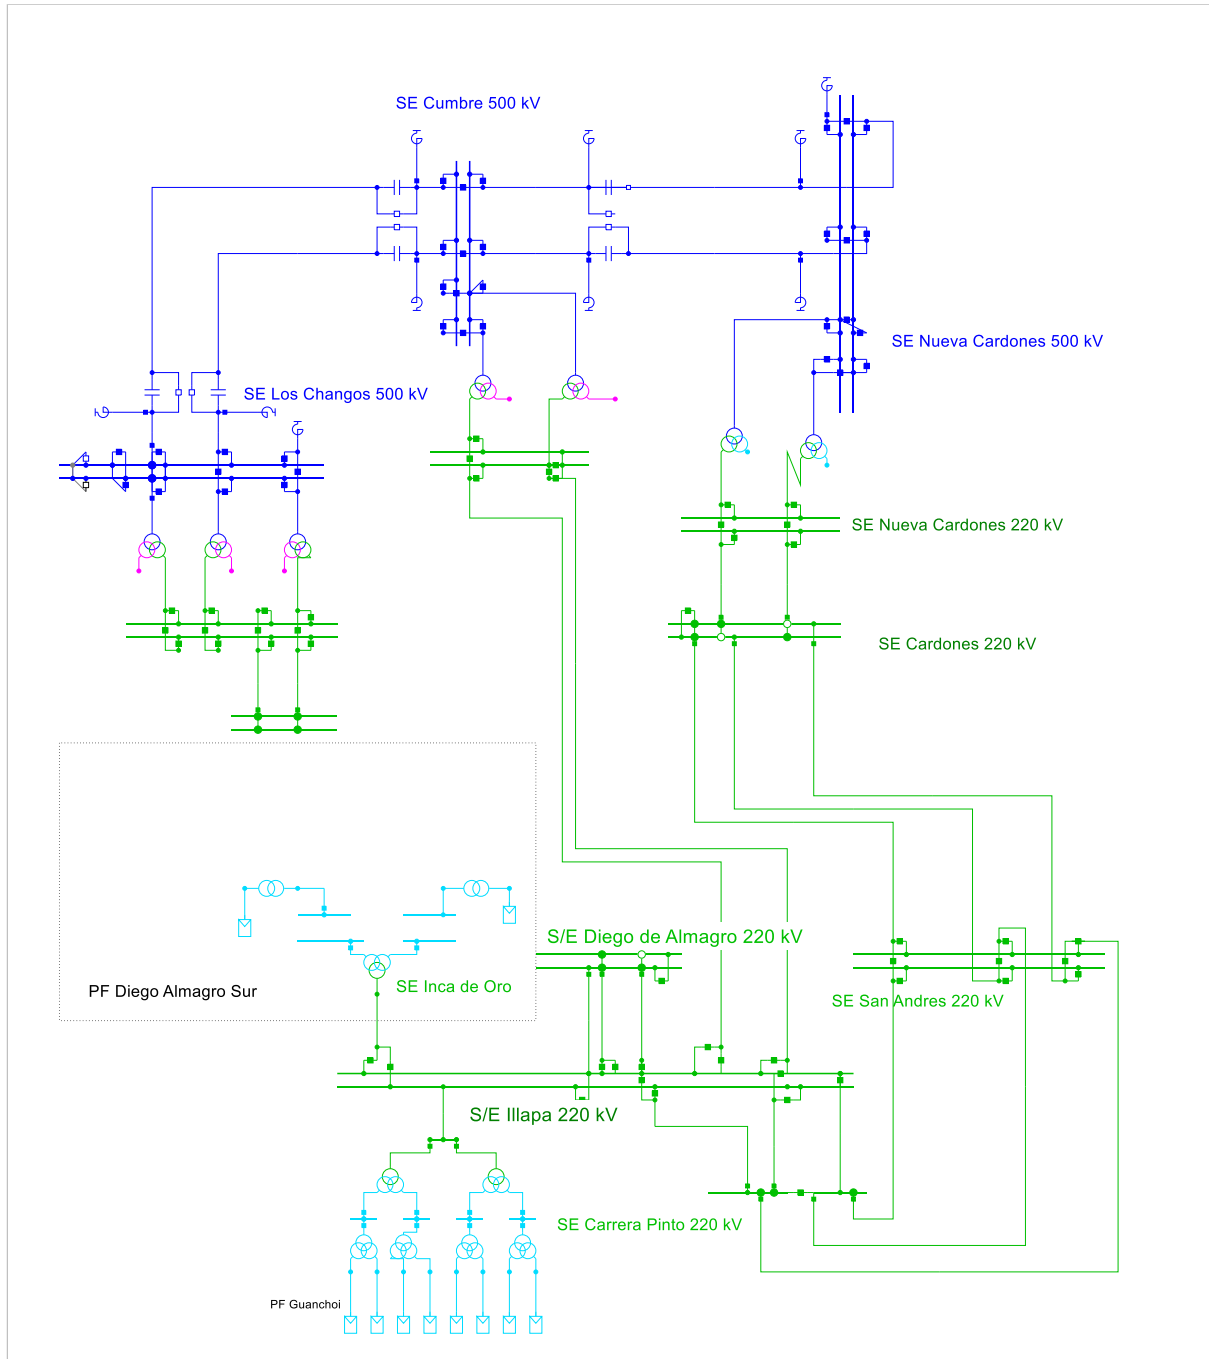 SE Cumbre 500 kV
SE Nueva Cardones 500 kV
SE Los Changos 500 kV
SE Nueva Cardones 220 kV
SE Cardones 220 kV
S/E Diego de Almagro 220 kV
SE Inca de Oro
PF Diego Almagro Sur
SE San Andres 220 kV
S/E Illapa 220 kV
SE Carrera Pinto 220 kV
PF Guanchoi